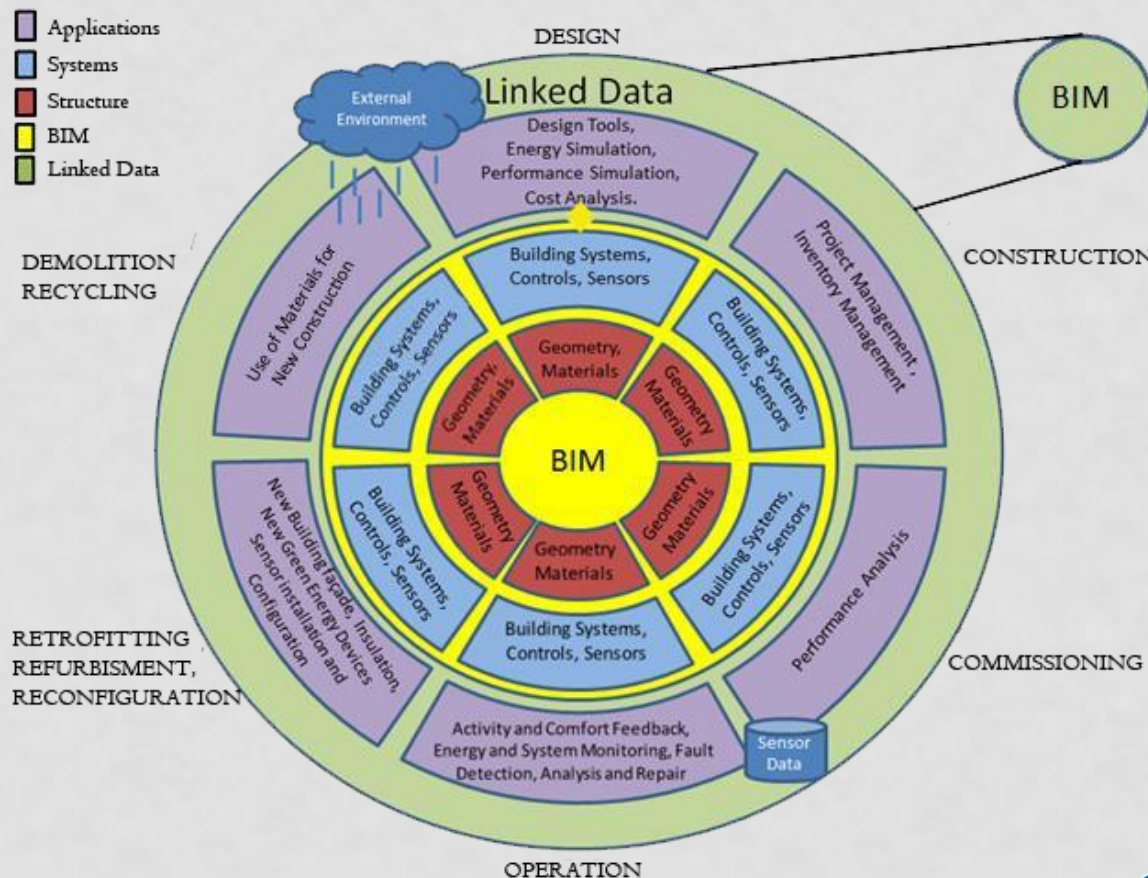 Applications
Systems
Structure
BIM
Linked Data
DESIGN
BIM
External
Environment
Linked Data
Design Tools,
Energy Simulation,
Performance Simulation,
Cost Analysis.
CONSTRUCTION
Project Management ,
Inventory Management
DEMOLITION
RECYCLING
Use of Materials for
New Construction
Building Systems,
Controls, Sensors
Building Systems,
Controls, Sensors
Building Systems,
Controls, Sensors
Geometry,
Materials
Geometry,
Materials
Geometry
Materials
BIM
Geometry
Materials
Geometry
Materials
Geometry
Materials
Building Systems,
Controls, Sensors
Building Systems,
Controls, Sensors
Building Systems,
Controls, Sensors
RETROFITTING
REFURBISMENT,
RECONFIGURATION
New Building façade, Insulation,
New Green Energy Devices
Sensor installation and
Configuration
Performance Analysis
COMMISSIONING
Activity and Comfort Feedback,
Energy and System Monitoring, Fault
Detection, Analysis and Repair
Sensor
Data
OPERATION